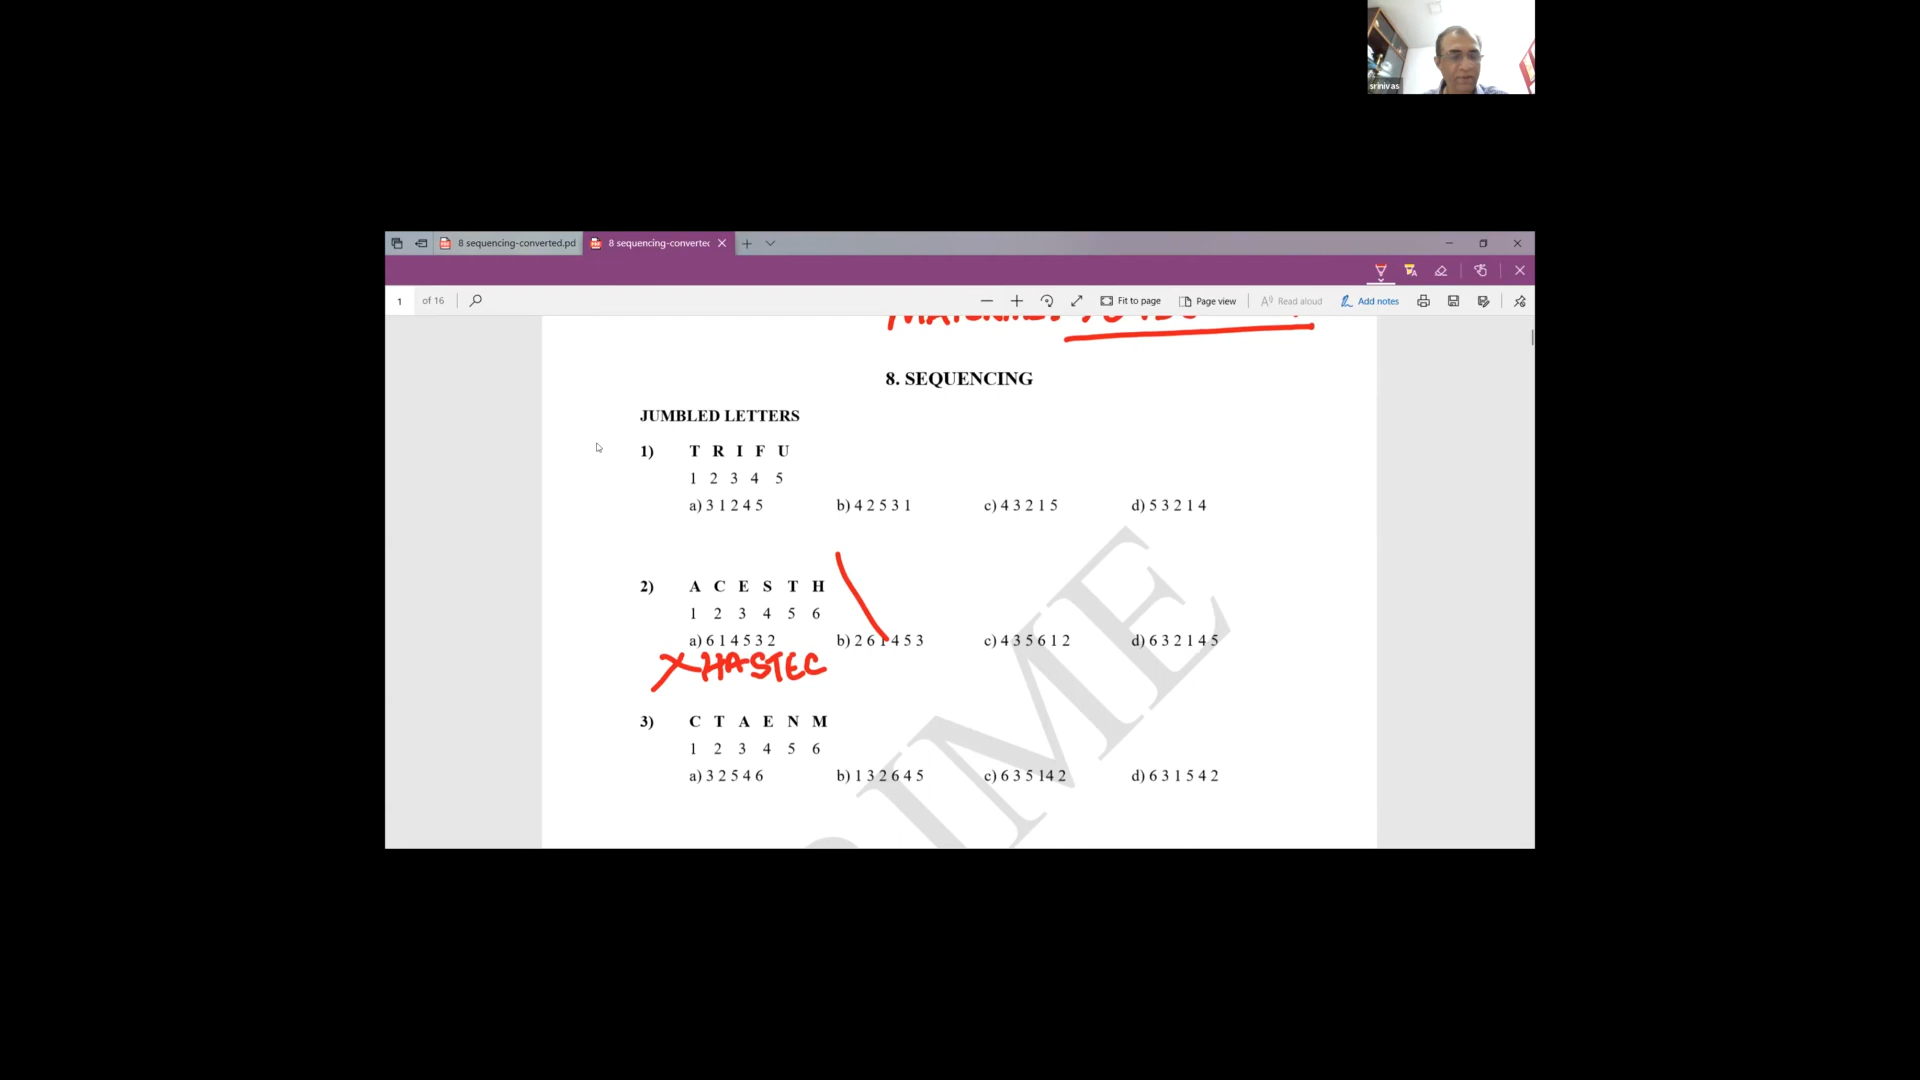 srinivas
8 sequencing-converted.pd
8 sequencing-converted
1 of 16
Fit to page
Page view
Read aloud
Add notes
8. SEQUENCING
JUMBLED LETTERS
1) T R I F U
1 2 3 4 5
a) 3 1 2 4 5 b) 4 2 5 3 1 c) 4 3 2 1 5 d) 5 3 2 1 4
2) A C E S T H
1 2 3 4 5 6
a) 6 1 4 5 3 2 b) 2 6 1 4 5 3 c) 4 3 5 6 1 2 d) 6 3 2 1 4 5
HASTEC
3) C T A E N M
1 2 3 4 5 6
a) 3 2 5 4 6 b) 1 3 2 6 4 5 c) 6 3 5 14 2 d) 6 3 1 5 4 2
IME